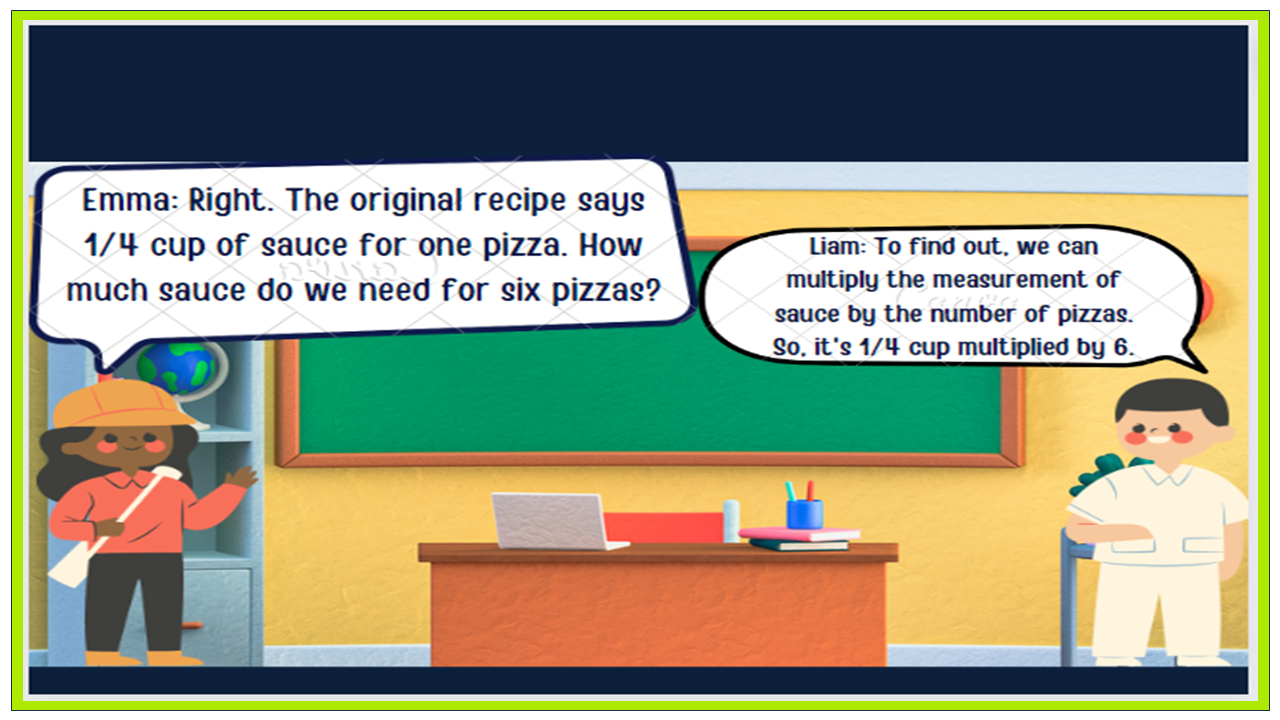 Emma: Right. The original recipe says
1/4 cup of sauce for one pizza. How
much sauce do we need for six pizzas?
Liam: To find out, we can
multiply the measurement of
sauce by the number of pizzas.
So, it's 1/4 cup multiplied by 6.